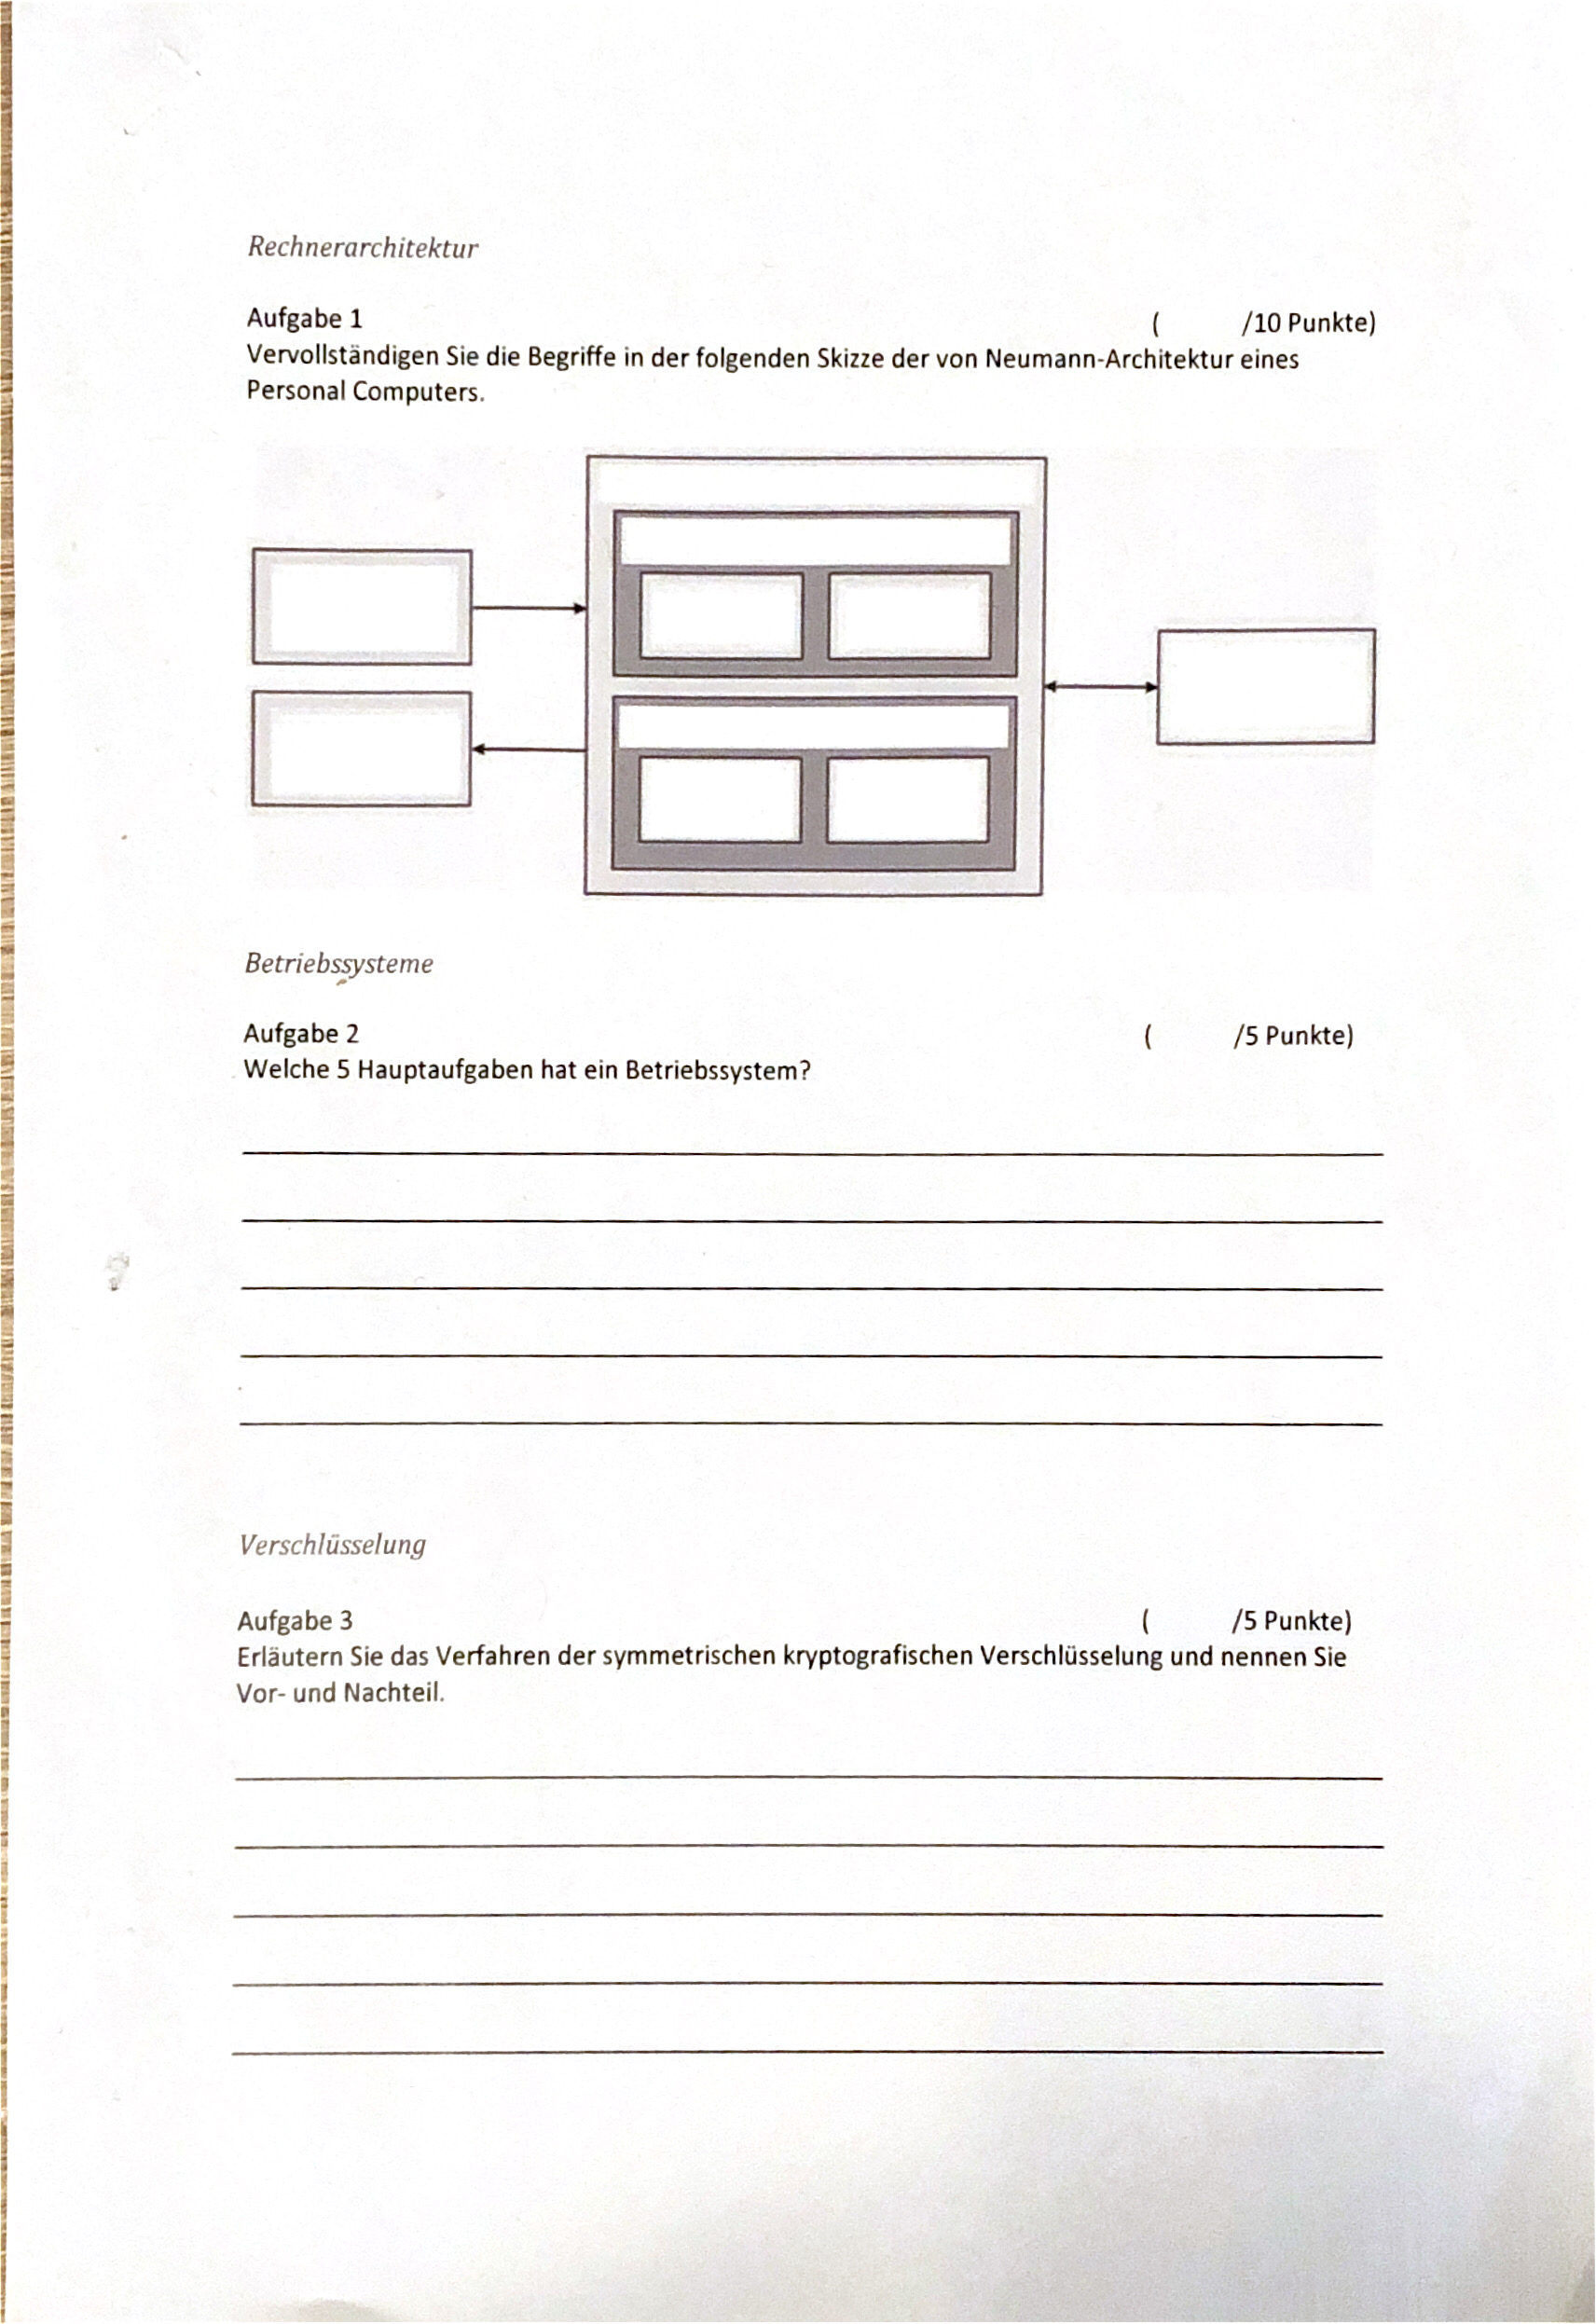 Rechnerarchitektur
Aufgabe 1 ( /10 Punkte)
Vervollständigen Sie die Begriffe in der folgenden Skizze der von Neumann-Architektur eines
Personal Computers.
Betriebssysteme
Aufgabe 2 ( /5 Punkte)
Welche 5 Hauptaufgaben hat ein Betriebssystem?
Verschlüsselung
Aufgabe 3 ( /5 Punkte)
Erläutern Sie das Verfahren der symmetrischen kryptografischen Verschlüsselung und nennen Sie
Vor- und Nachteil.